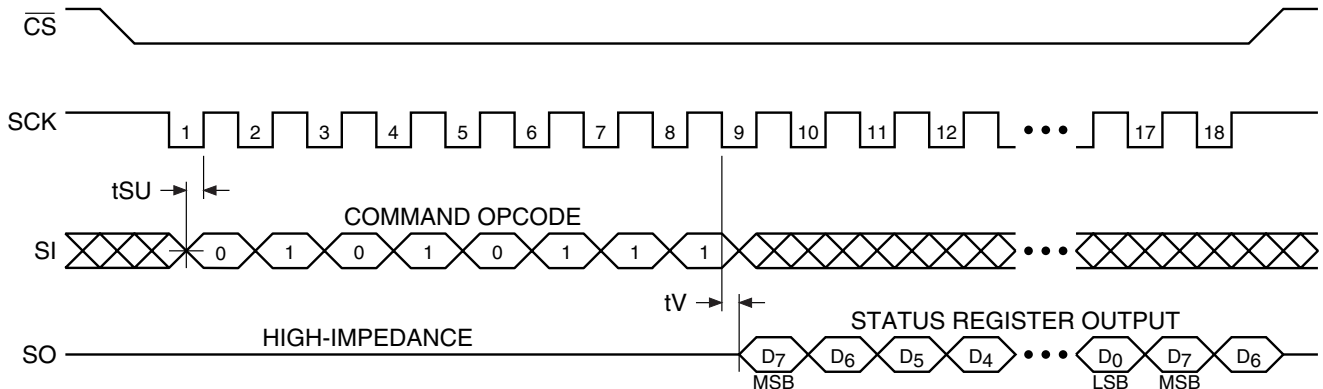 CS
SCK 1 2 3 4 5 6 7 8 9 10 11 12 ••• 17 18
tSU
COMMAND OPCODE
SI 0 1 0 1 0 1 1 1 •••
tV
HIGH-IMPEDANCE STATUS REGISTER OUTPUT
SO D7 D6 D5 D4 ••• D0 D7 D6
MSB LSB MSB